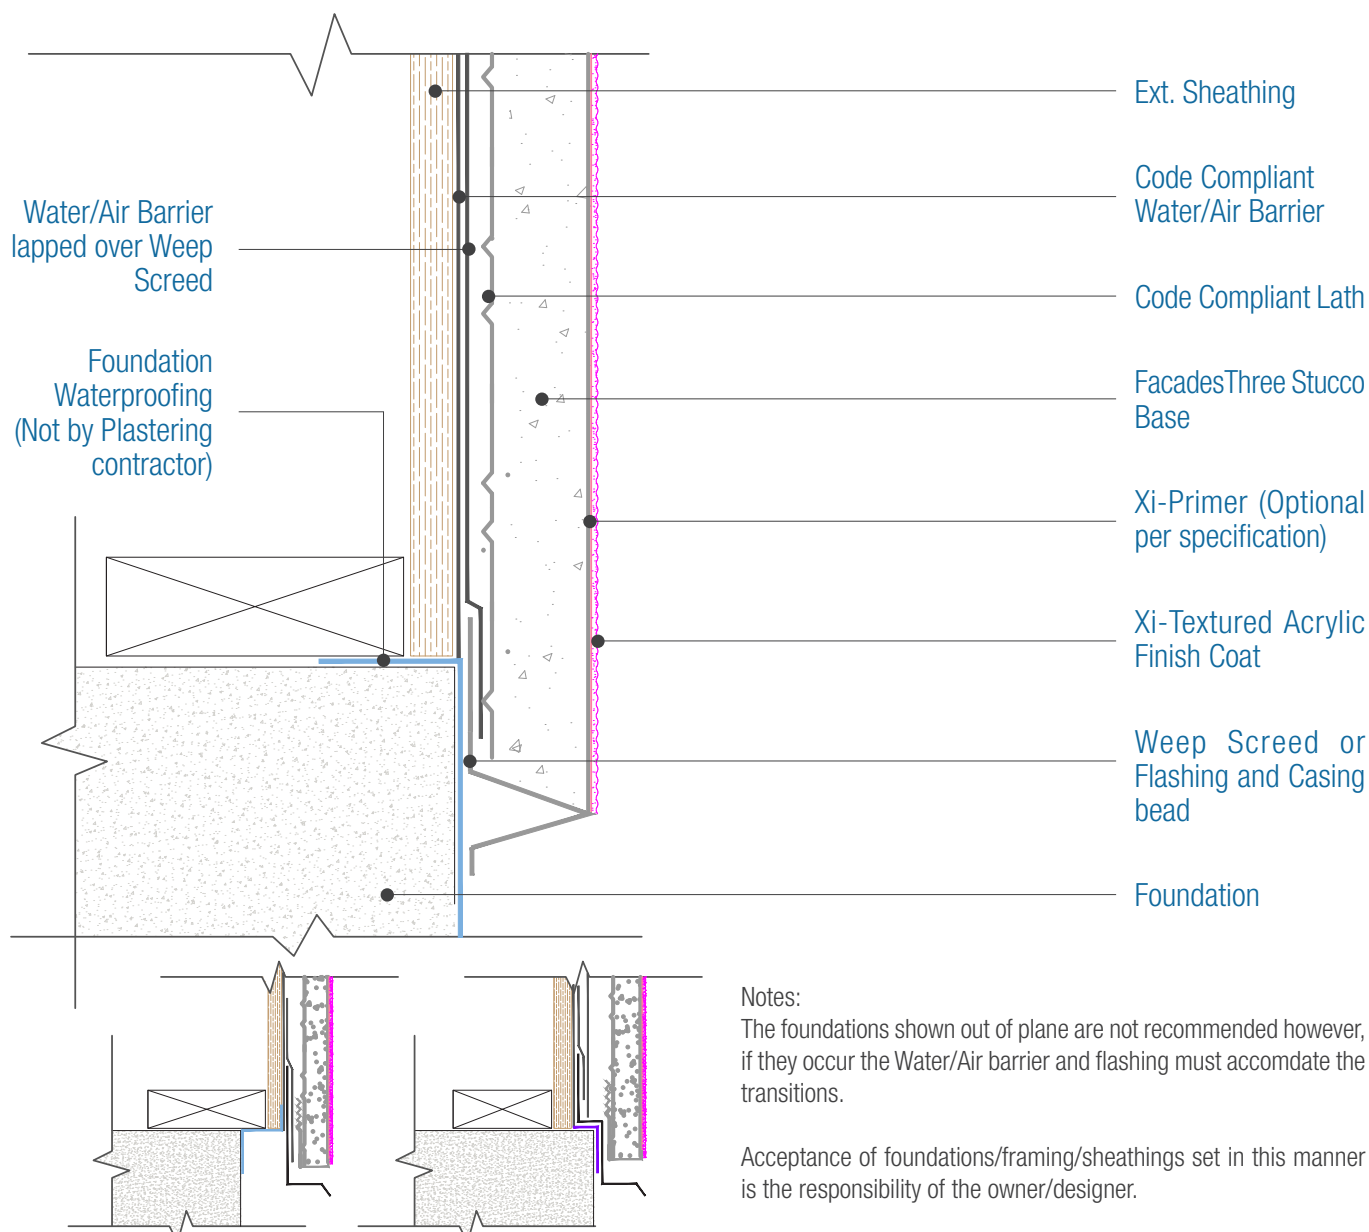 Water/Air Barrier
lapped over Weep
Screed
Foundation
Waterproofing
(Not by Plastering
contractor)
Ext. Sheathing
Code Compliant
Water/Air Barrier
Code Compliant Lath
FacadesThree Stucco
Base
Xi-Primer (Optional
per specification)
Xi-Textured Acrylic
Finish Coat
Weep Screed or
Flashing and Casing
bead
Foundation
Notes:
The foundations shown out of plane are not recommended however,
if they occur the Water/Air barrier and flashing must accomdate the
transitions.
Acceptance of foundations/framing/sheathings set in this manner
is the responsibility of the owner/designer.